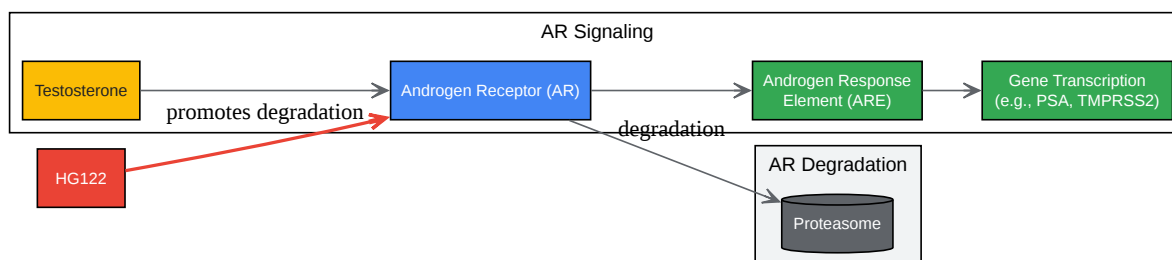 AR Signaling
Testosterone
Androgen Receptor (AR)
Androgen Response
Element (ARE)
Gene Transcription
(e.g., PSA, TMPRSS2)
promotes degradation
degradation
HG122
AR Degradation
Proteasome